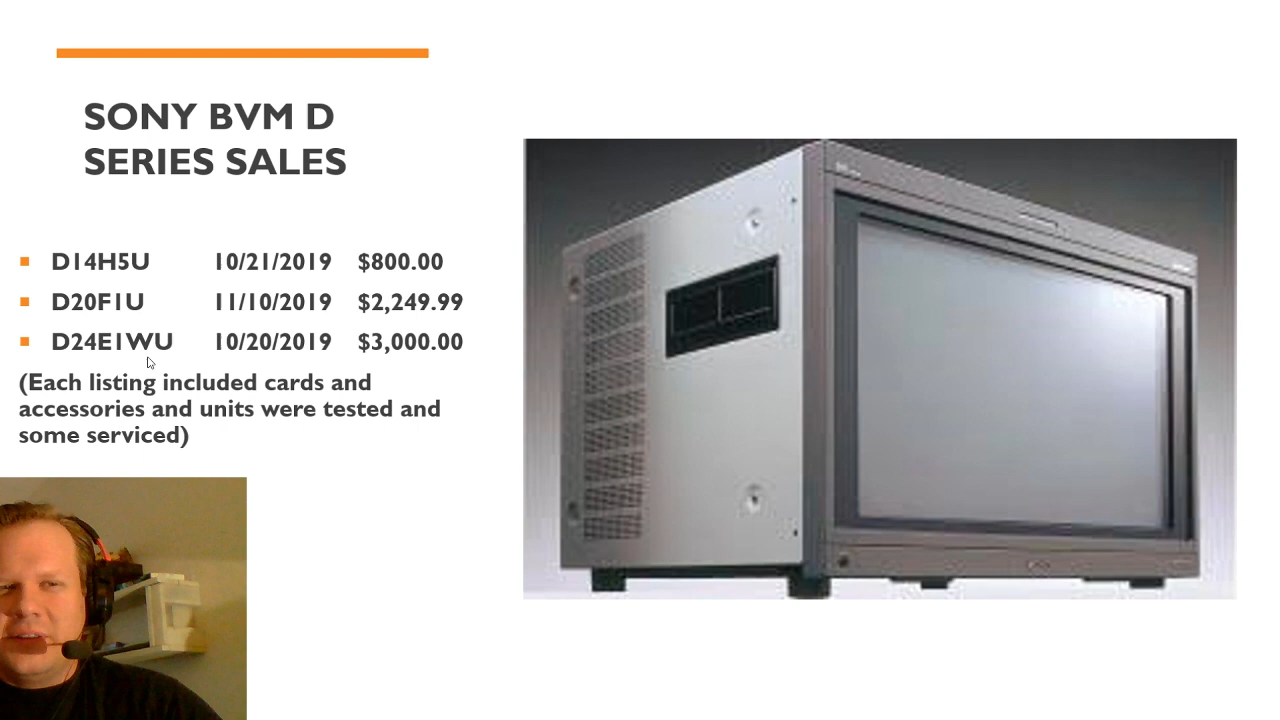 SONY BVM D
SERIES SALES
D14H5U 10/21/2019 $800.00
D20F1U 11/10/2019 $2,249.99
D24E1WU 10/20/2019 $3,000.00
(Each listing included cards and
accessories and units were tested and
some serviced)